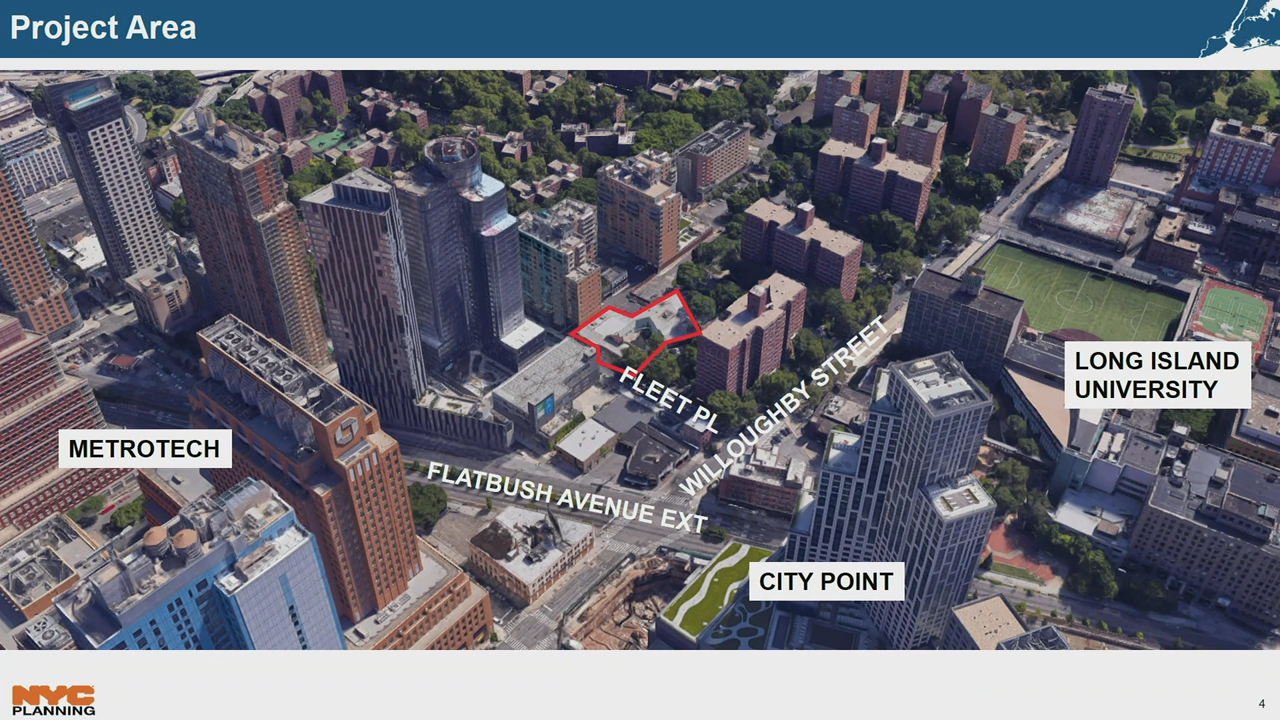 Project Area
LONG ISLAND
UNIVERSITY
FLEET PL
WILLOUGHBY STREET
METROTECH
FLATBUSH AVENUE EXT
CITY POINT
NYC
PLANNING
4